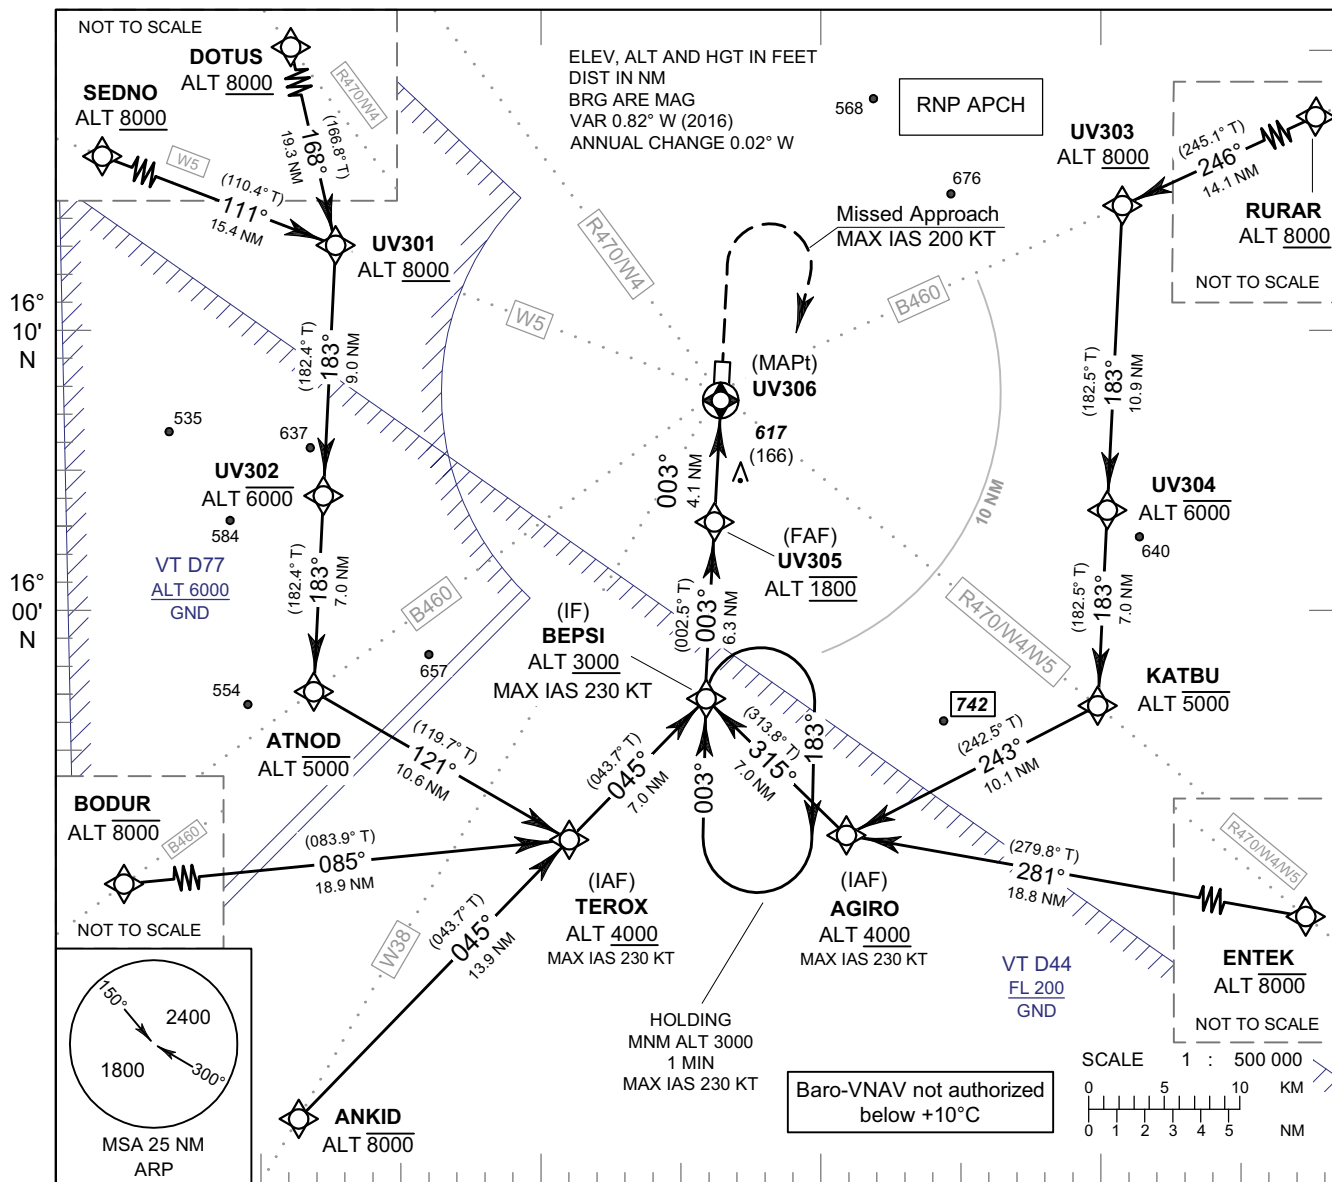 NOT TO SCALE
DOTUS
ALT 8000
SEDNO
ALT 8000
R470/W4
(166.8° T)
168°
19.3 NM
W5
(110.4° T)
111°
15.4 NM
UV301
ALT 8000
ELEV, ALT AND HGT IN FEET
DIST IN NM
BRG ARE MAG
VAR 0.82° W (2016)
ANNUAL CHANGE 0.02° W
568
RNP APCH
676
Missed Approach
MAX IAS 200 KT
UV303
ALT 8000
(245.1° T)
246°
14.1 NM
RURAR
ALT 8000
NOT TO SCALE
R470/W4
W5
B460
16°
10'
N
(182.4° T)
183°
9.0 NM
(MAPt)
UV306
617
(166)
003°
4.1 NM
10 NM
(182.5° T)
183°
10.9 NM
535
637
UV302
ALT 6000
584
UV304
ALT 6000
640
VT D77
ALT 6000
GND
(182.4° T)
183°
7.0 NM
B460
(FAF)
UV305
ALT 1800
16°
00'
N
(IF)
BEPSI
ALT 3000
MAX IAS 230 KT
(002.5° T)
003°
6.3 NM
R470/W4/W5
(182.5° T)
183°
7.0 NM
KATBU
ALT 5000
657
554
ATNOD
ALT 5000
(119.7° T)
121°
10.6 NM
(043.7° T)
045°
7.0 NM
003°
183°
(313.8° T)
315°
7.0 NM
742
(242.5° T)
243°
10.1 NM
BODUR
ALT 8000
B460
(083.9° T)
085°
18.9 NM
NOT TO SCALE
(IAF)
TEROX
ALT 4000
MAX IAS 230 KT
(IAF)
AGIRO
ALT 4000
MAX IAS 230 KT
(279.8° T)
281°
18.8 NM
R470/W4/W5
ENTEK
ALT 8000
NOT TO SCALE
W38
(043.7° T)
045°
13.9 NM
VT D44
FL 200
GND
HOLDING
MNM ALT 3000
1 MIN
MAX IAS 230 KT
150°
2400
1800
300°
MSA 25 NM
ARP
ANKID
ALT 8000
Baro-VNAV not authorized
below +10°C
SCALE 1 : 500 000
0 5 10 KM
0 1 2 3 4 5 NM